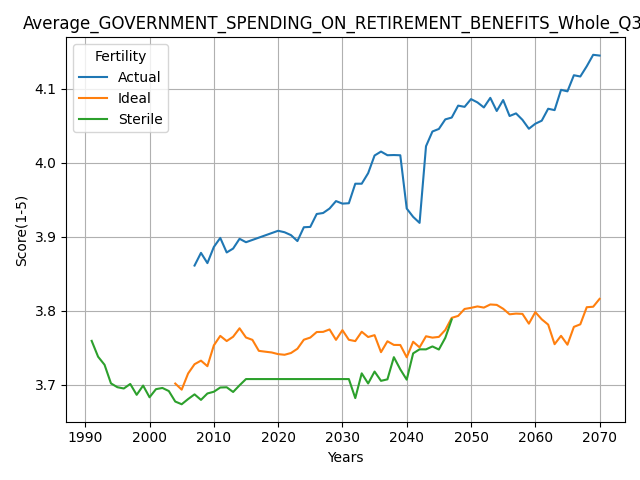 Average_GOVERNMENT_SPENDING_ON_RETIREMENT_BENEFITS_Whole_Q3
Fertility
Actual
Ideal
Sterile
Score(1-5)
4.1
4.0
3.9
3.8
3.7
1990 2000 2010 2020 2030 2040 2050 2060 2070
Years